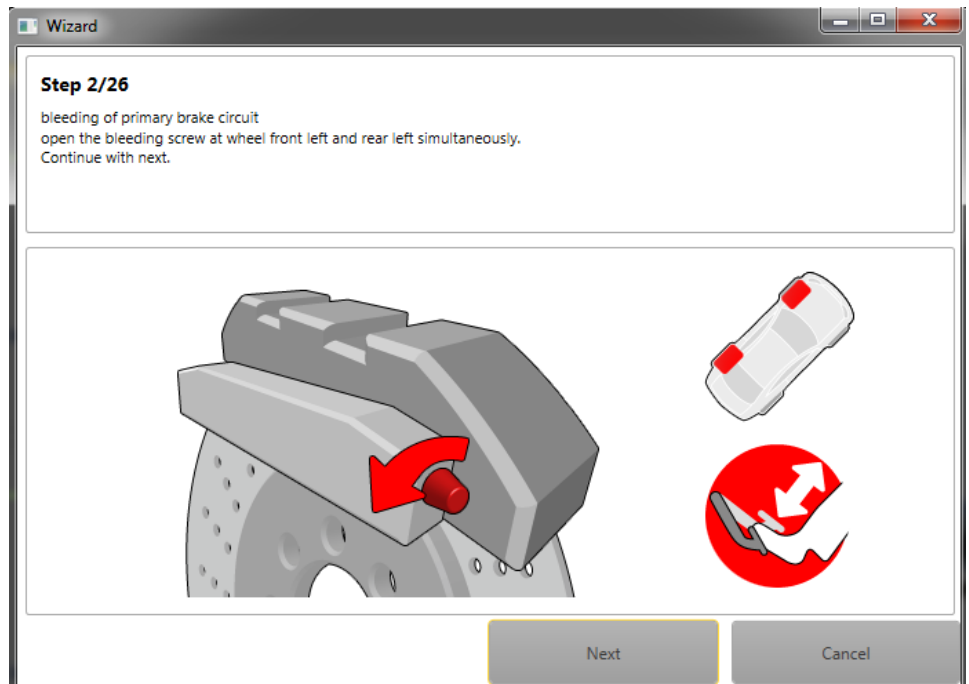 Wizard
Step 2/26
bleeding of primary brake circuit
open the bleeding screw at wheel front left and rear left simultaneously.
Continue with next.
Next
Cancel